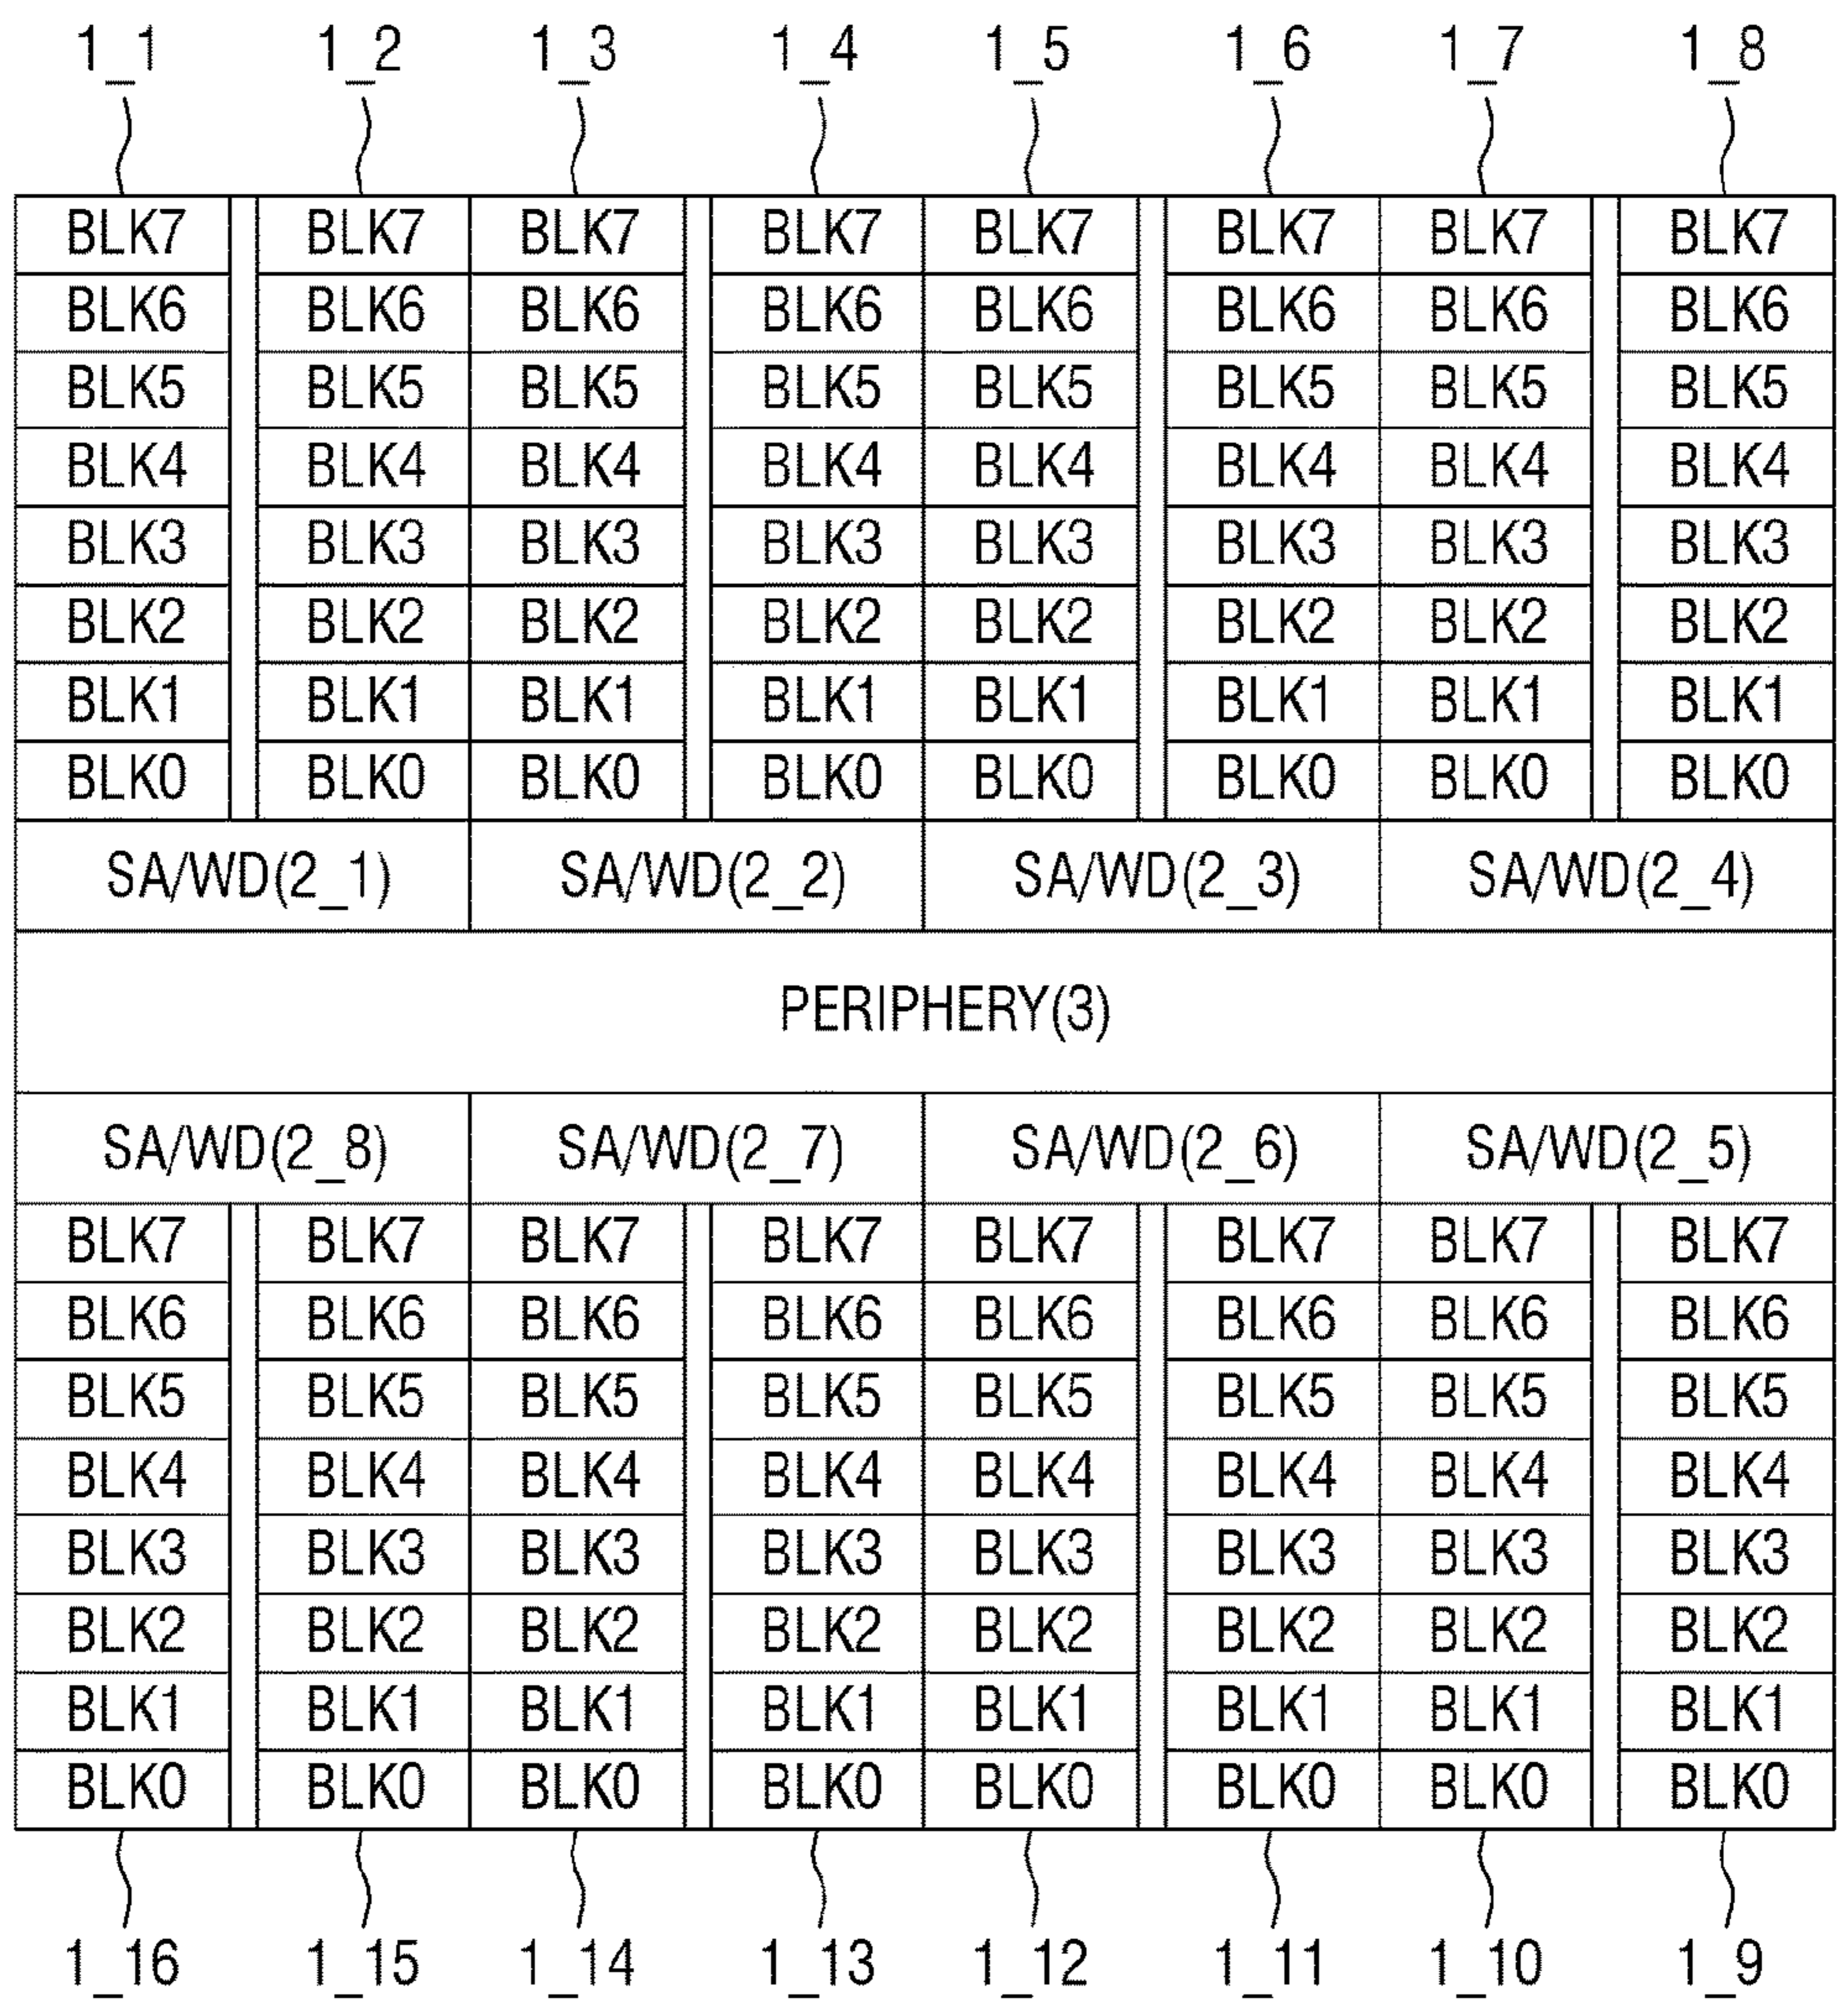 1_1 1_2 1_3 1_4 1_5 1_6 1_7 1_8
BLK7 BLK7 BLK7 BLK7 BLK7 BLK7 BLK7 BLK7
BLK6 BLK6 BLK6 BLK6 BLK6 BLK6 BLK6 BLK6
BLK5 BLK5 BLK5 BLK5 BLK5 BLK5 BLK5 BLK5
BLK4 BLK4 BLK4 BLK4 BLK4 BLK4 BLK4 BLK4
BLK3 BLK3 BLK3 BLK3 BLK3 BLK3 BLK3 BLK3
BLK2 BLK2 BLK2 BLK2 BLK2 BLK2 BLK2 BLK2
BLK1 BLK1 BLK1 BLK1 BLK1 BLK1 BLK1 BLK1
BLK0 BLK0 BLK0 BLK0 BLK0 BLK0 BLK0 BLK0
SA/WD(2_1) SA/WD(2_2) SA/WD(2_3) SA/WD(2_4)
PERIPHERY(3)
SA/WD(2_8) SA/WD(2_7) SA/WD(2_6) SA/WD(2_5)
BLK7 BLK7 BLK7 BLK7 BLK7 BLK7 BLK7 BLK7
BLK6 BLK6 BLK6 BLK6 BLK6 BLK6 BLK6 BLK6
BLK5 BLK5 BLK5 BLK5 BLK5 BLK5 BLK5 BLK5
BLK4 BLK4 BLK4 BLK4 BLK4 BLK4 BLK4 BLK4
BLK3 BLK3 BLK3 BLK3 BLK3 BLK3 BLK3 BLK3
BLK2 BLK2 BLK2 BLK2 BLK2 BLK2 BLK2 BLK2
BLK1 BLK1 BLK1 BLK1 BLK1 BLK1 BLK1 BLK1
BLK0 BLK0 BLK0 BLK0 BLK0 BLK0 BLK0 BLK0
1_16 1_15 1_14 1_13 1_12 1_11 1_10 1_9